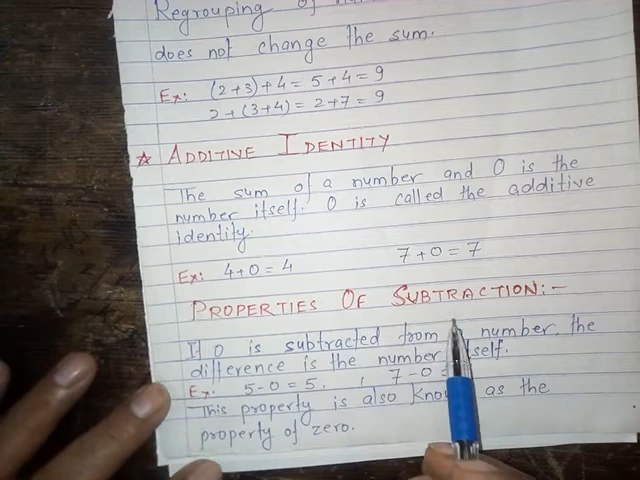 Regrouping of
does not change the sum.
Ex: (2+3)+4 = 5+4 = 9
2+(3+4) = 2+7 = 9
☆ ADDITIVE IDENTITY
The sum of a number and 0 is the
number itself. 0 is called the additive
identity.
Ex: 4+0 = 4 7+0 = 7
PROPERTIES OF SUBTRACTION:-
If 0 is subtracted from number, the
difference is the number itself.
Ex: 5-0 = 5, , 7-0 =
This property is also as the
property of zero.